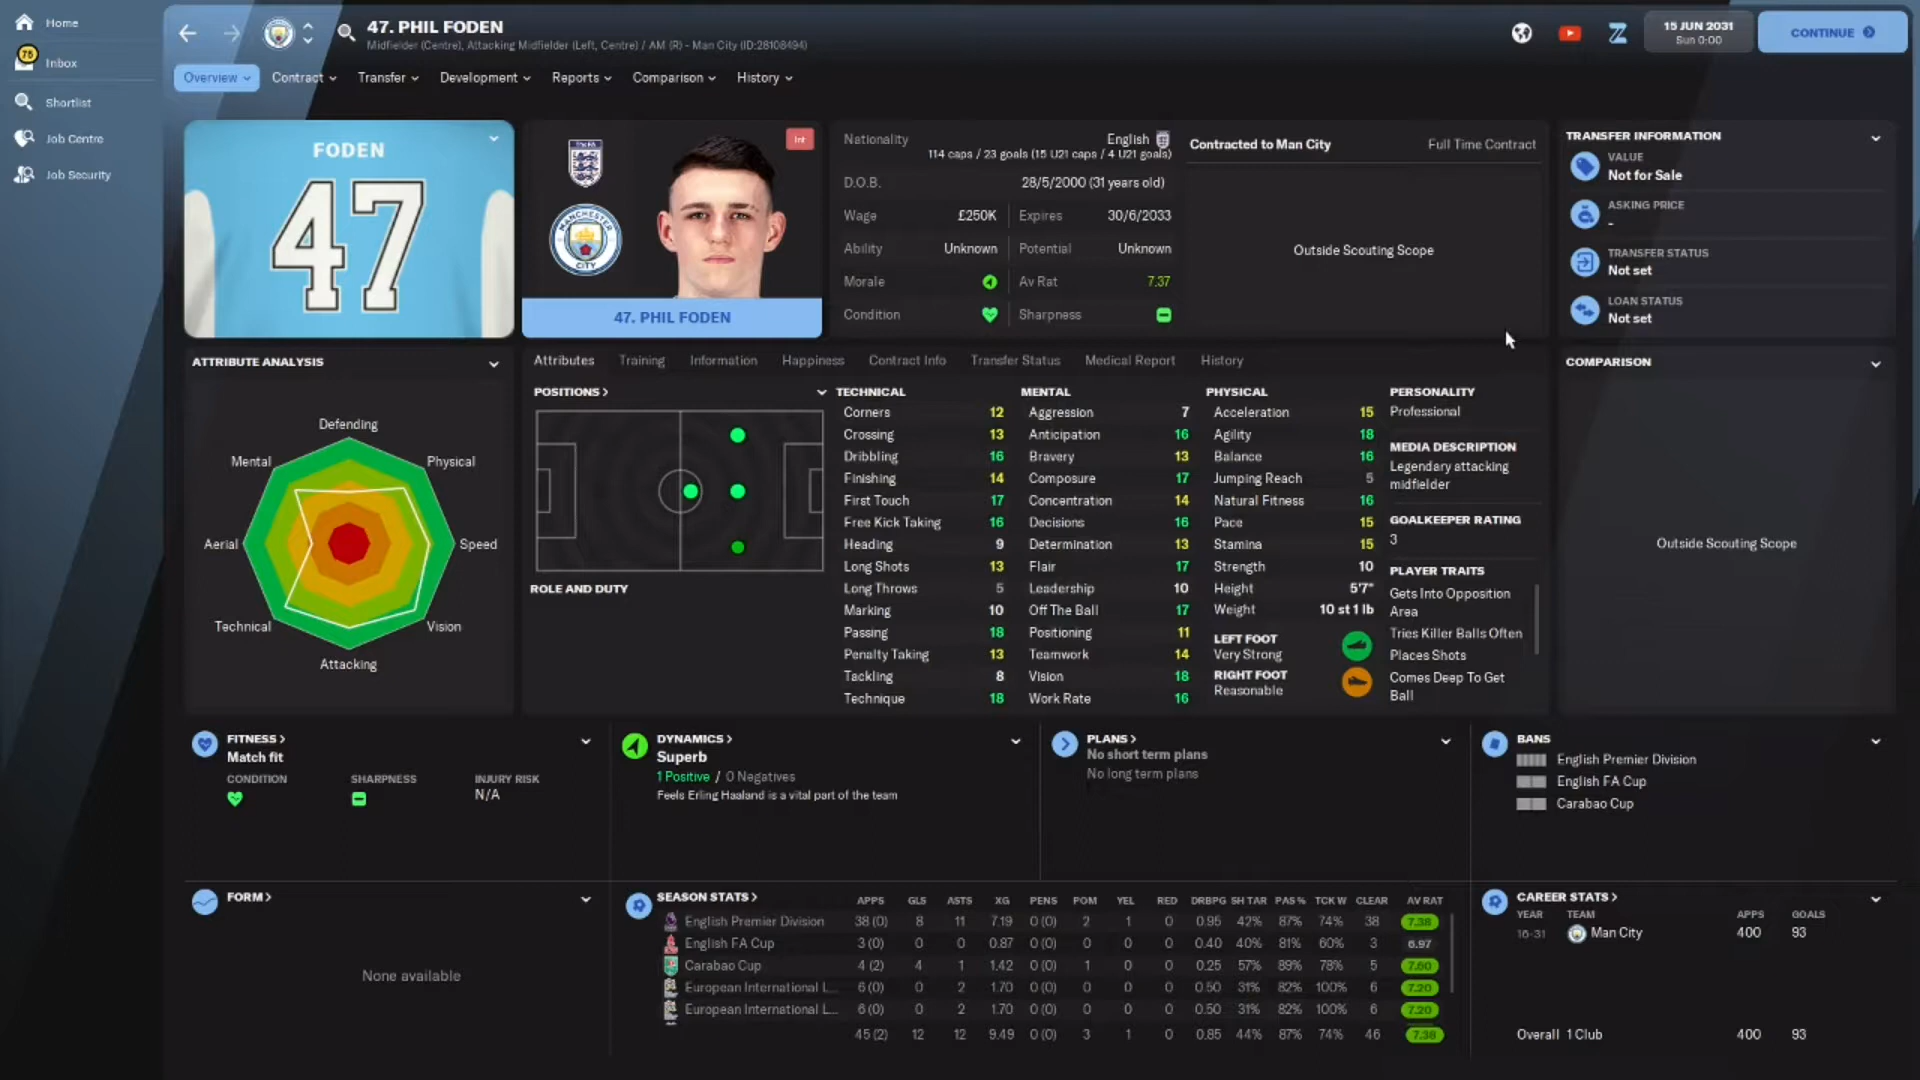 Home
75
Inbox
Shortlist
Job Centre
Job Security
47. PHIL FODEN
Midfielder (Centre), Attacking Midfielder (Left, Centre) / AM (R) - Man City (ID:28108494)
15 JUN 2031
Sun 0:00
CONTINUE
Overview
Contract
Transfer
Development
Reports
Comparison
History
FODEN
47
Int
MANCHESTER
CITY
47. PHIL FODEN
Nationality English
114 caps / 23 goals (15 U21 caps / 4 U21 goals)
D.O.B. 28/5/2000 (31 years old)
Wage £250K Expires 30/6/2033
Ability Unknown Potential Unknown
Morale Av Rat 7.37
Condition Sharpness
Contracted to Man City Full Time Contract
Outside Scouting Scope
TRANSFER INFORMATION
VALUE
Not for Sale
ASKING PRICE
-
TRANSFER STATUS
Not set
LOAN STATUS
Not set
ATTRIBUTE ANALYSIS
Defending
Mental Physical
Aerial Speed
Technical Vision
Attacking
Attributes Training Information Happiness Contract Info Transfer Status Medical Report History
POSITIONS >
ROLE AND DUTY
TECHNICAL
Corners 12
Crossing 13
Dribbling 16
Finishing 14
First Touch 17
Free Kick Taking 16
Heading 9
Long Shots 13
Long Throws 5
Marking 10
Passing 18
Penalty Taking 13
Tackling 8
Technique 18
MENTAL
Aggression 7
Anticipation 16
Bravery 13
Composure 17
Concentration 14
Decisions 16
Determination 13
Flair 17
Leadership 10
Off The Ball 17
Positioning 11
Teamwork 14
Vision 18
Work Rate 16
PHYSICAL
Acceleration 15
Agility 18
Balance 16
Jumping Reach 5
Natural Fitness 16
Pace 15
Stamina 15
Strength 10
Height 5'7"
Weight 10 st 1 lb
LEFT FOOT
Very Strong
RIGHT FOOT
Reasonable
PERSONALITY
Professional
MEDIA DESCRIPTION
Legendary attacking
midfielder
GOALKEEPER RATING
3
PLAYER TRAITS
Gets Into Opposition
Area
Tries Killer Balls Often
Places Shots
Comes Deep To Get
Ball
COMPARISON
Outside Scouting Scope
FITNESS >
Match fit
CONDITION SHARPNESS INJURY RISK
N/A
DYNAMICS >
Superb
1 Positive / 0 Negatives
Feels Erling Haaland is a vital part of the team
PLANS >
No short term plans
No long term plans
BANS
English Premier Division
English FA Cup
Carabao Cup
FORM >
None available
SEASON STATS > APPS GLS ASTS XG PENS POM YEL RED DRBPG SH TAR PAS % TCK W CLEAR AV RAT
English Premier Division 38 (0) 8 11 7.19 0 (0) 2 1 0 0.95 42% 87% 74% 38 7.38
English FA Cup 3 (0) 0 0 0.87 0 (0) 0 0 0 0.40 40% 81% 60% 3 6.97
Carabao Cup 4 (2) 4 1 1.42 0 (0) 1 0 0 0.25 57% 89% 78% 5 7.60
European International L... 6 (0) 0 2 1.70 0 (0) 0 0 0 0.50 31% 82% 100% 6 7.20
European International L... 6 (0) 0 2 1.70 0 (0) 0 0 0 0.50 31% 82% 100% 6 7.20
45 (2) 12 12 9.49 0 (0) 3 1 0 0.85 44% 87% 74% 46 7.38
CAREER STATS >
YEAR TEAM APPS GOALS
16-31 Man City 400 93
Overall 1 Club 400 93